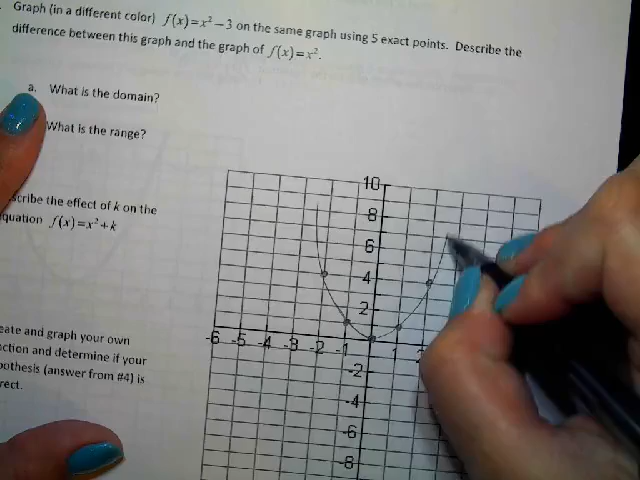 Graph (in a different color) f(x)=x²−3 on the same graph using 5 exact points. Describe the
difference between this graph and the graph of f(x)=x².
a. What is the domain?
What is the range?
scribe the effect of k on the
quation f(x)=x²+k
eate and graph your own
ction and determine if your
pothesis (answer from #4) is
rect.
10
8
6
4
2
-6 -5 -4 -3 -2 -1 1 2
-2
-4
-6
-8